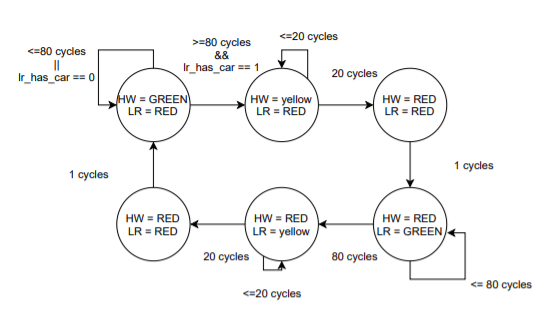 <=80 cycles
||
lr_has_car == 0
>=80 cycles
&&
lr_has_car == 1
<=20 cycles
20 cycles
HW = GREEN
LR = RED
HW = yellow
LR = RED
HW = RED
LR = RED
1 cycles
1 cycles
HW = RED
LR = RED
HW = RED
LR = yellow
HW = RED
LR = GREEN
20 cycles
80 cycles
<=20 cycles
<= 80 cycles